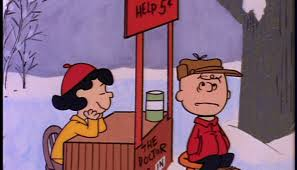 HELP 5¢
THE
DOCTOR
IN